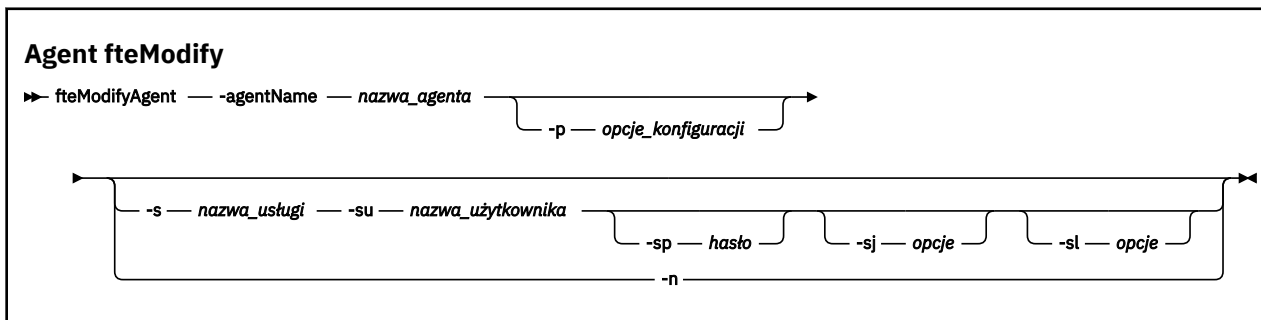 Agent fteModify
fteModifyAgent -agentName nazwa_agenta
-p opcje_konfiguracji
-s nazwa_usługi -su nazwa_użytkownika
-sp hasło -sj opcje -sl opcje
-n